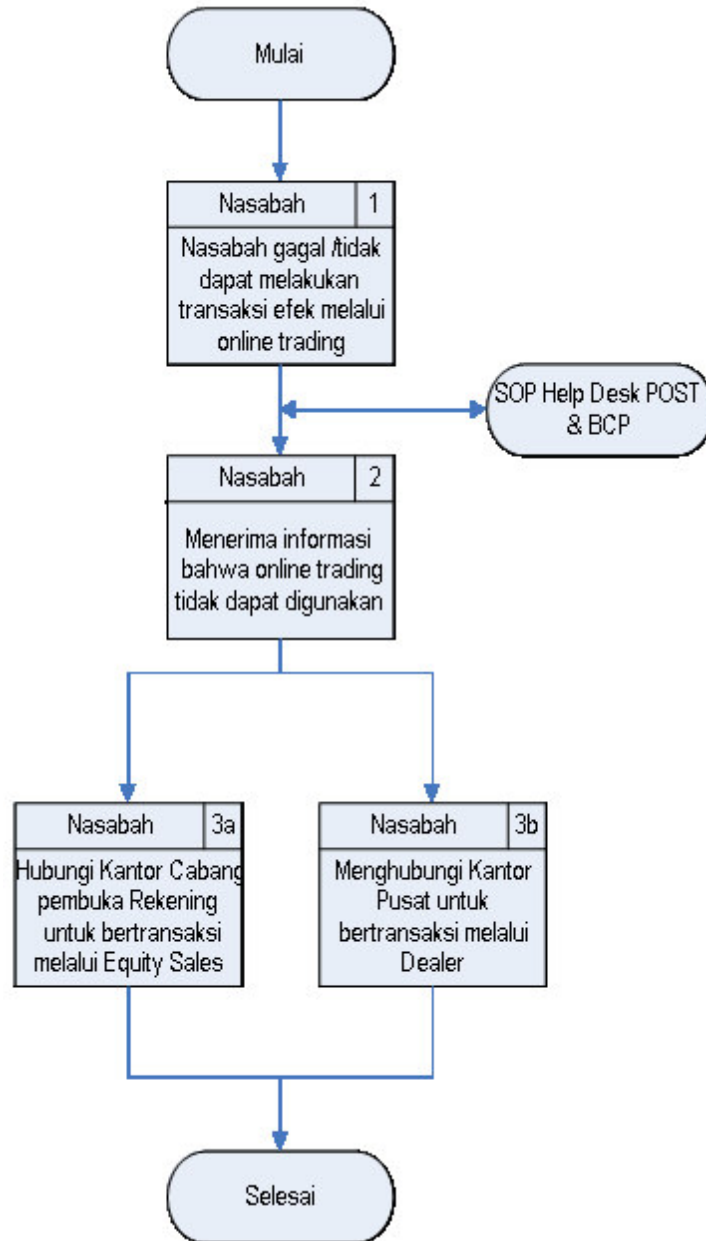 Mulai
Nasabah 1
Nasabah gagal /tidak
dapat melakukan
transaksi efek melalui
online trading
SOP Help Desk POST
& BCP
Nasabah 2
Menerima informasi
bahwa online trading
tidak dapat digunakan
Nasabah 3a
Hubungi Kantor Cabang
pembuka Rekening
untuk bertransaksi
melalui Equity Sales
Nasabah 3b
Menghubungi Kantor
Pusat untuk
bertransaksi melalui
Dealer
Selesai